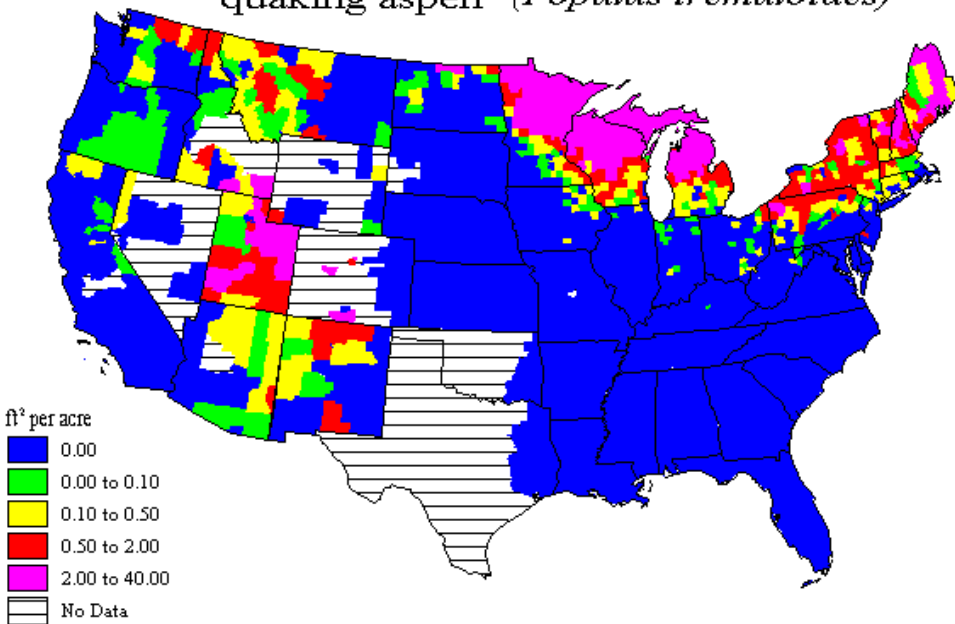 quaking aspen (Populus tremuloides)
ft² per acre
0.00
0.00 to 0.10
0.10 to 0.50
0.50 to 2.00
2.00 to 40.00
No Data